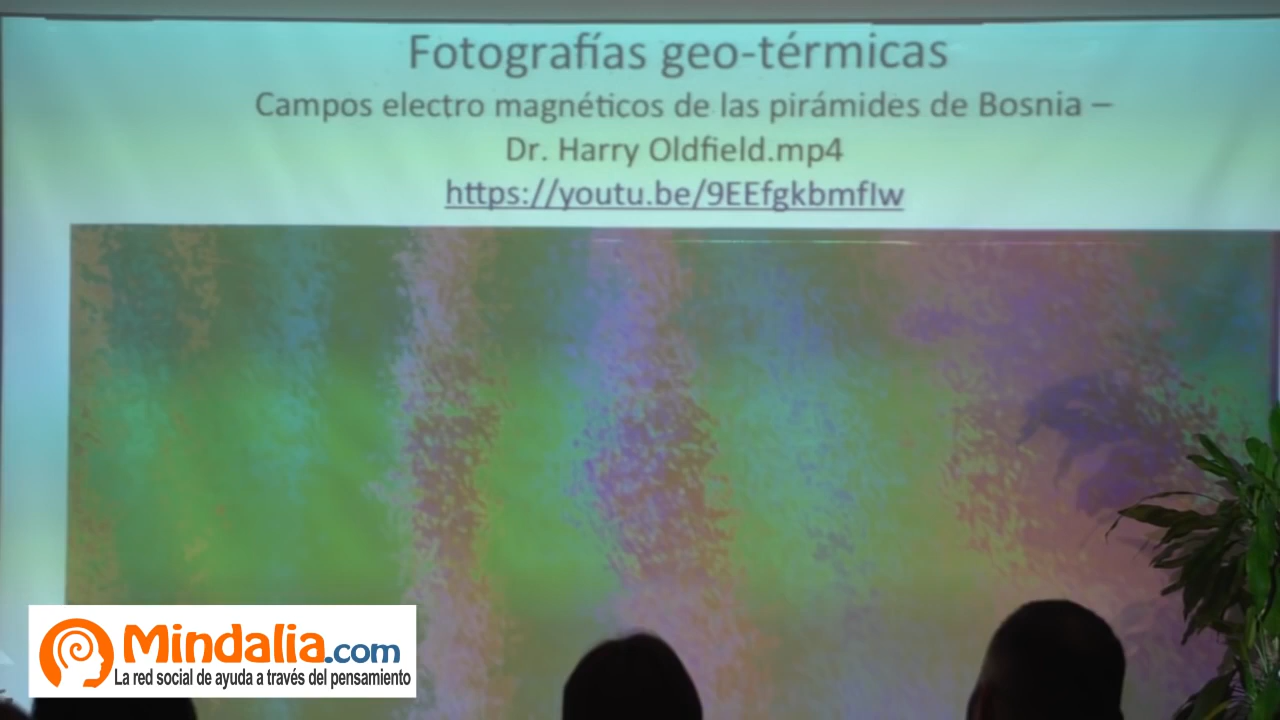 Fotografías geo-térmicas
Campos electro magnéticos de las pirámides de Bosnia –
Dr. Harry Oldfield.mp4
https://youtu.be/9EEfgkbmfIw
Mindalia.com
La red social de ayuda a través del pensamiento